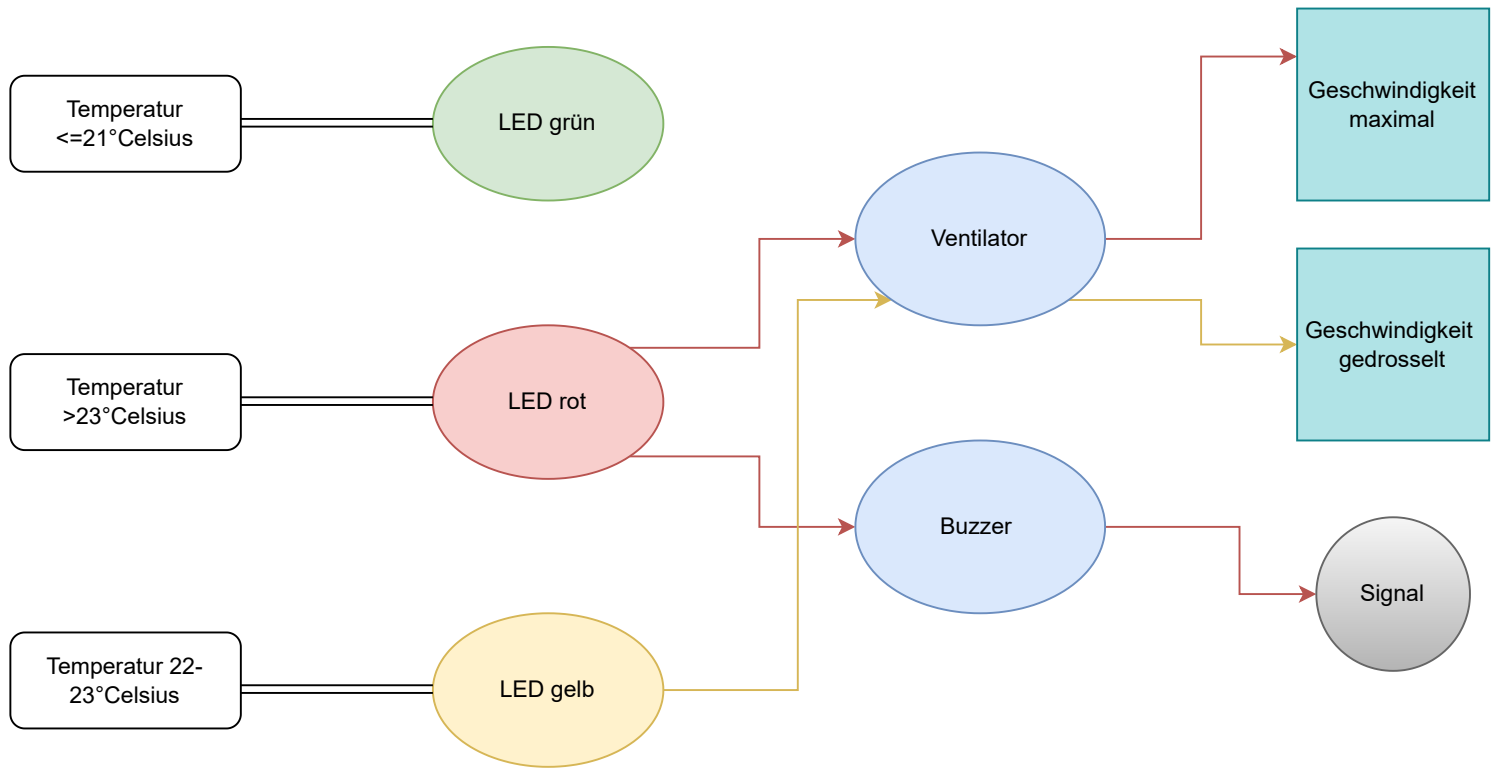 Temperatur
<=21°Celsius
LED grün
Geschwindigkeit
maximal
Ventilator
Geschwindigkeit
gedrosselt
Temperatur
>23°Celsius
LED rot
Buzzer
Signal
Temperatur 22-
23°Celsius
LED gelb